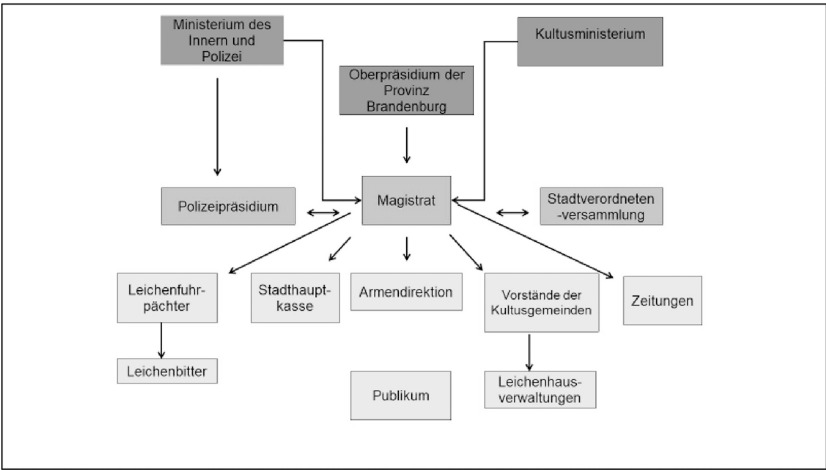 Ministerium des
Innern und
Polizei
Kultusministerium
Oberpräsidium der
Provinz
Brandenburg
Polizeipräsidium
Magistrat
Stadtverordneten
-versammlung
Leichenfuhr-
pächter
Stadthaupt-
kasse
Armendirektion
Vorstände der
Kultusgemeinden
Zeitungen
Leichenbitter
Publikum
Leichenhaus-
verwaltungen